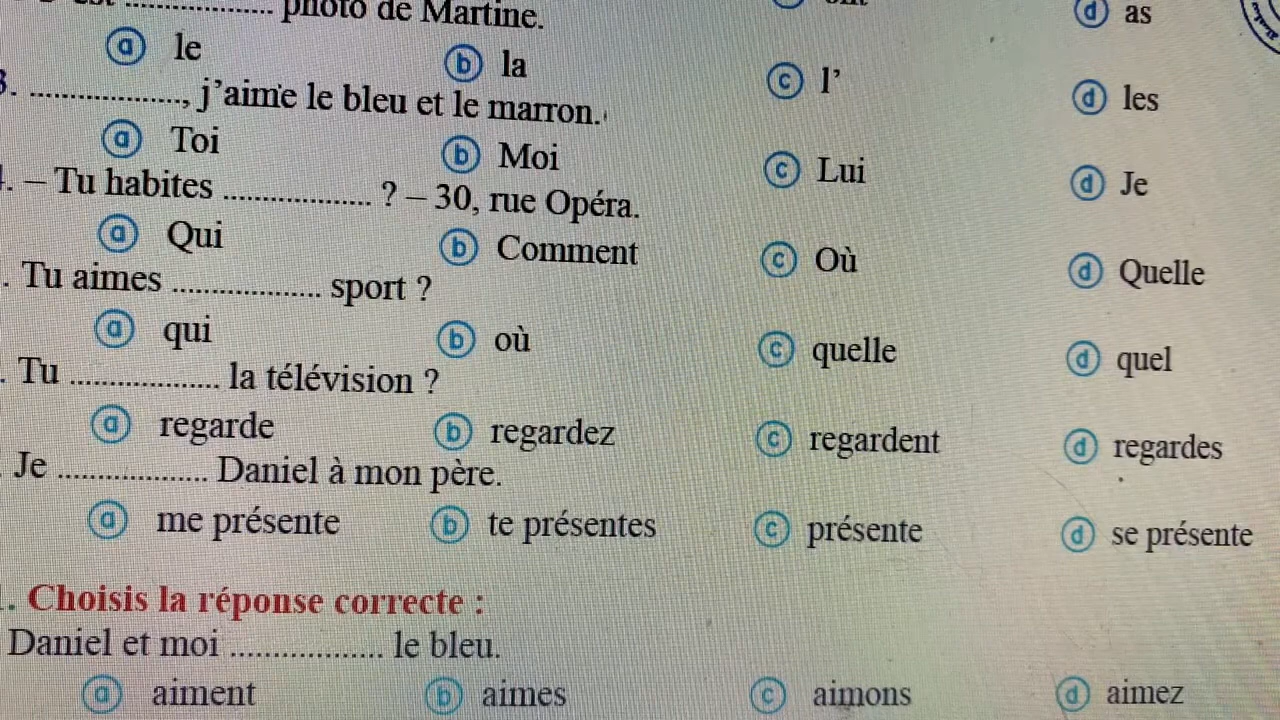 photo de Martine.
ⓓ as
ⓐ le ⓑ la ⓒ l’ ⓓ les
3. ...................., j’aime le bleu et le marron.
ⓐ Toi ⓑ Moi ⓒ Lui ⓓ Je
. – Tu habites ................... ? – 30, rue Opéra.
ⓐ Qui ⓑ Comment ⓒ Où ⓓ Quelle
. Tu aimes ................... sport ?
ⓐ qui ⓑ où ⓒ quelle ⓓ quel
. Tu ................... la télévision ?
ⓐ regarde ⓑ regardez ⓒ regardent ⓓ regardes
Je ................... Daniel à mon père.
ⓐ me présente ⓑ te présentes ⓒ présente ⓓ se présente
. Choisis la réponse correcte :
Daniel et moi ................... le bleu.
ⓐ aiment ⓑ aimes ⓒ aimons ⓓ aimez